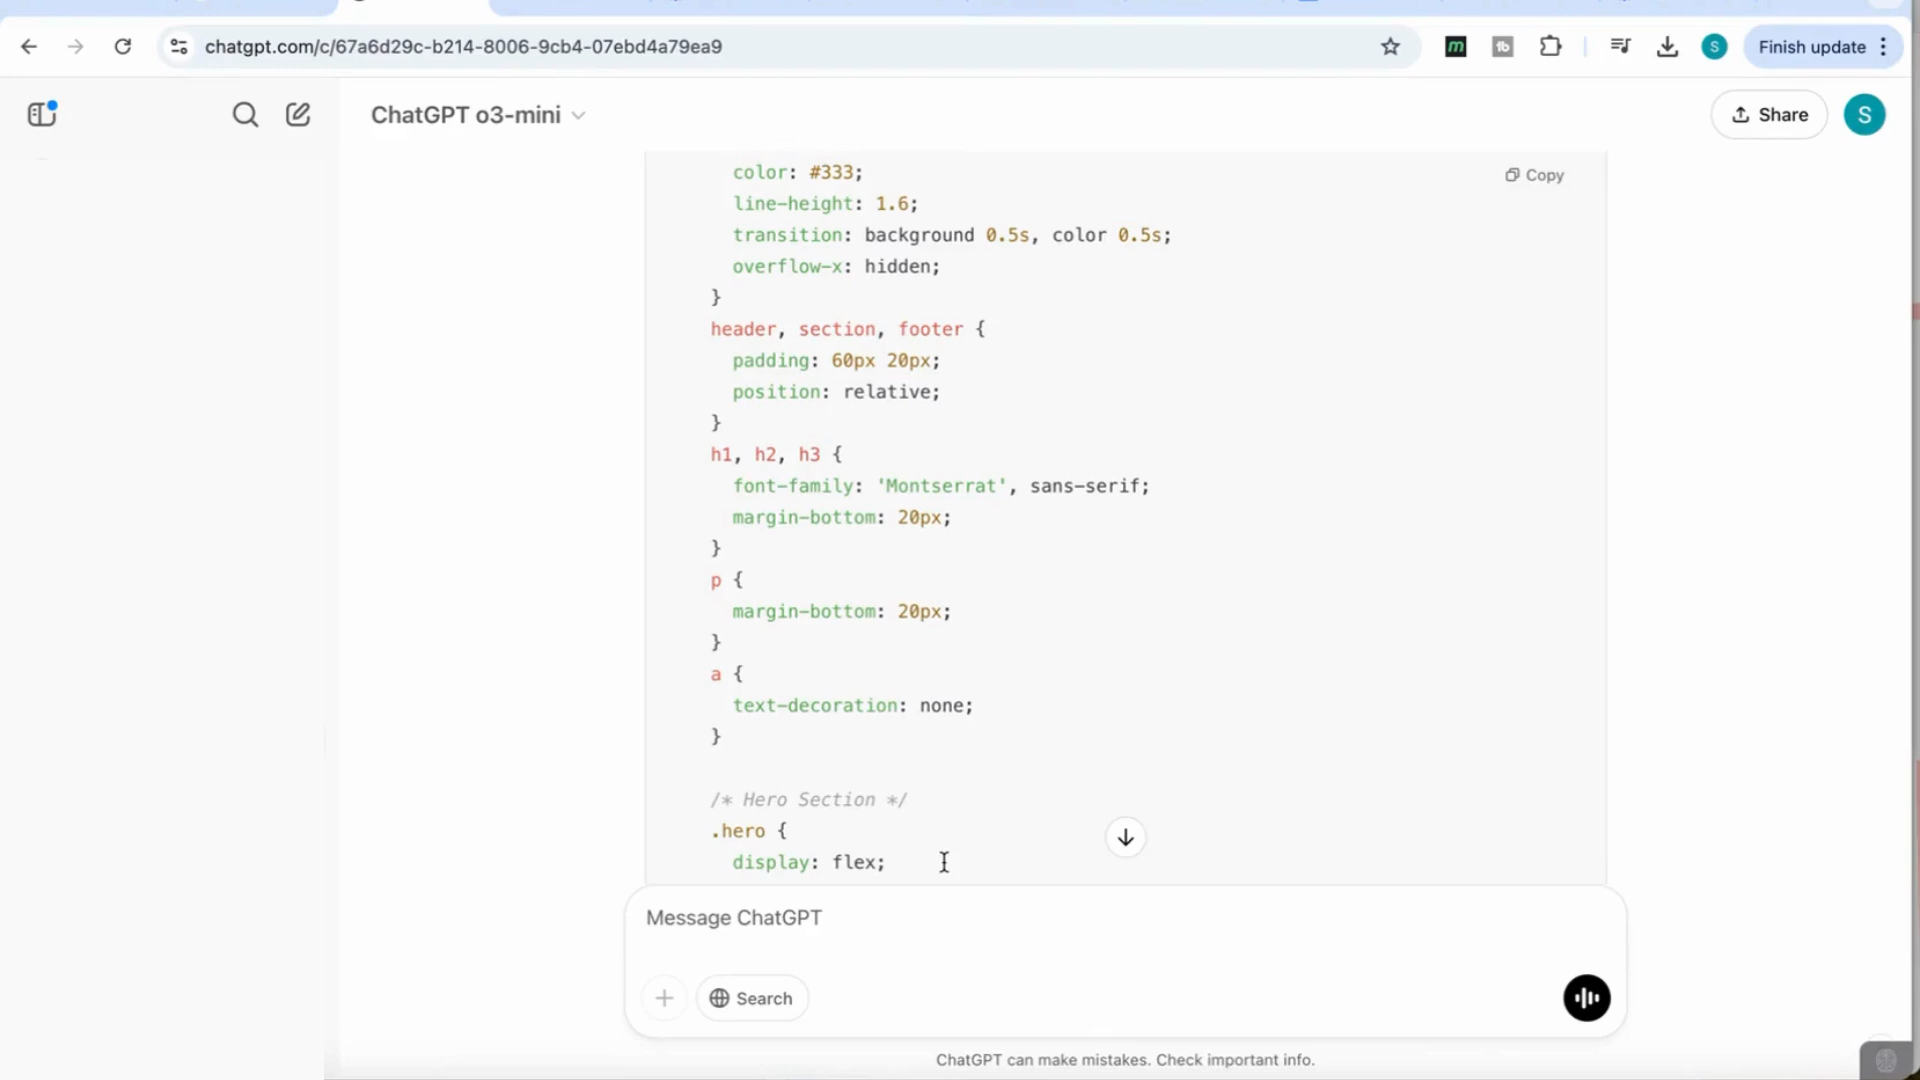 chatgpt.com/c/67a6d29c-b214-8006-9cb4-07ebd4a79ea9
m
tb
S
Finish update
ChatGPT o3-mini
Share
S
Copy
color: #333;
line-height: 1.6;
transition: background 0.5s, color 0.5s;
overflow-x: hidden;
}
header, section, footer {
padding: 60px 20px;
position: relative;
}
h1, h2, h3 {
font-family: 'Montserrat', sans-serif;
margin-bottom: 20px;
}
p {
margin-bottom: 20px;
}
a {
text-decoration: none;
}
/* Hero Section */
.hero {
display: flex;
Message ChatGPT
Search
ChatGPT can make mistakes. Check important info.